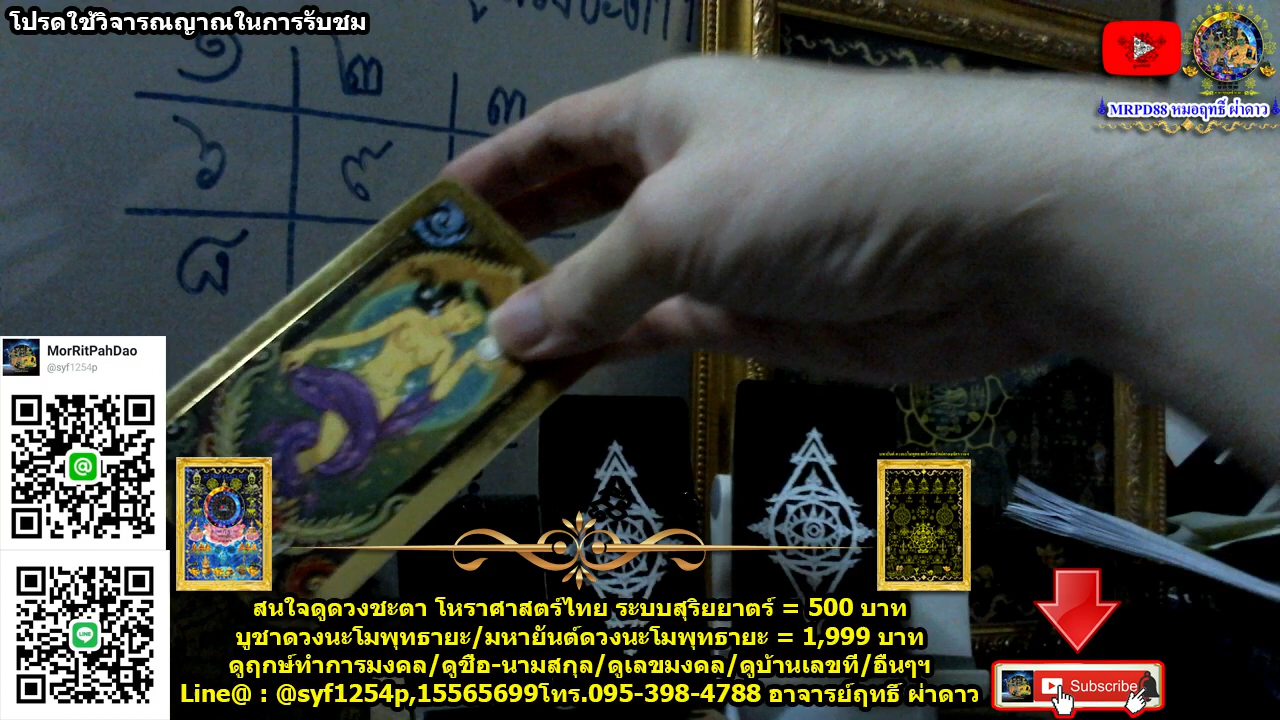 โปรดใช้วิจารณญาณในการรับชม
๑ ๒ ๓
๖ ๙
๘
MRPD88 หมอฤทธิ์ ผ่าดาว
MorRitPahDao
@syf1254p
LINE
สนใจดูดวงชะตา โหราศาสตร์ไทย ระบบสุริยยาตร์ = 500 บาท
บูชาดวงนะโมพุทธายะ/มหายันต์ดวงนะโมพุทธายะ = 1,999 บาท
ดูฤกษ์ทำการมงคล/ดูชื่อ-นามสกุล/ดูเลขมงคล/ดูบ้านเลขที่/อื่นๆฯ
Line@ : @syf1254p,15565699โทร.095-398-4788 อาจารย์ฤทธิ์ ผ่าดาว
Subscribe